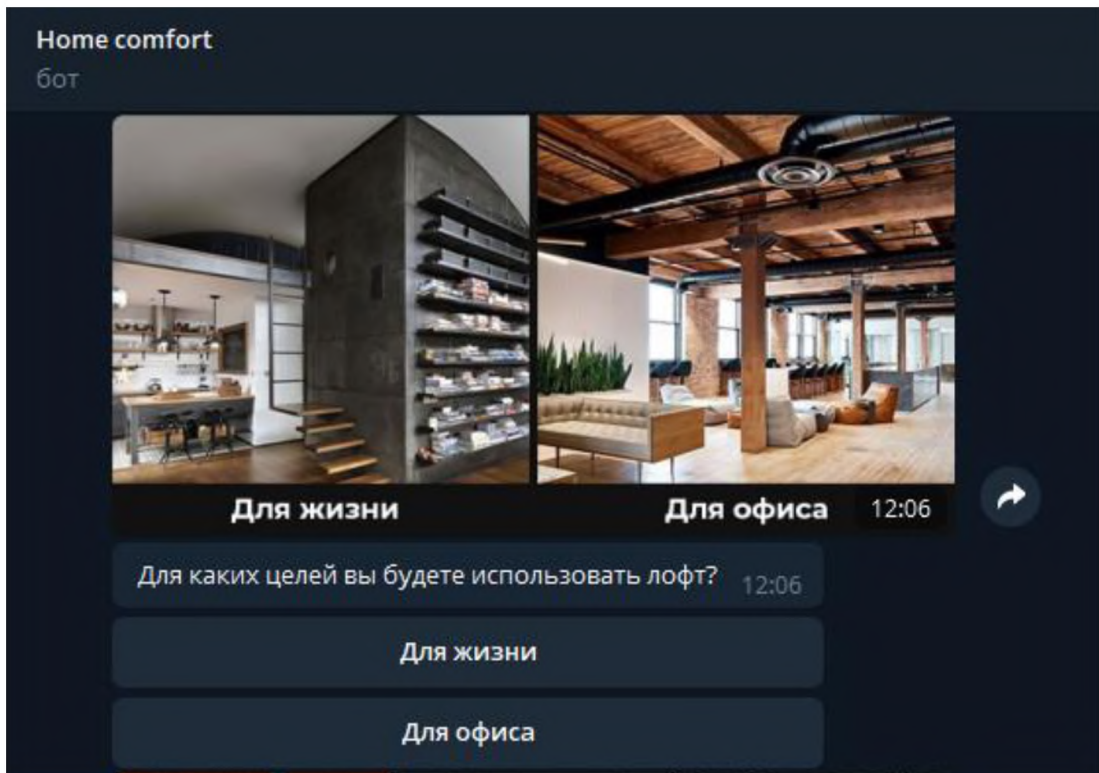 Home comfort
бот
Для жизни
Для офиса
12:06
Для каких целей вы будете использовать лофт?
12:06
Для жизни
Для офиса